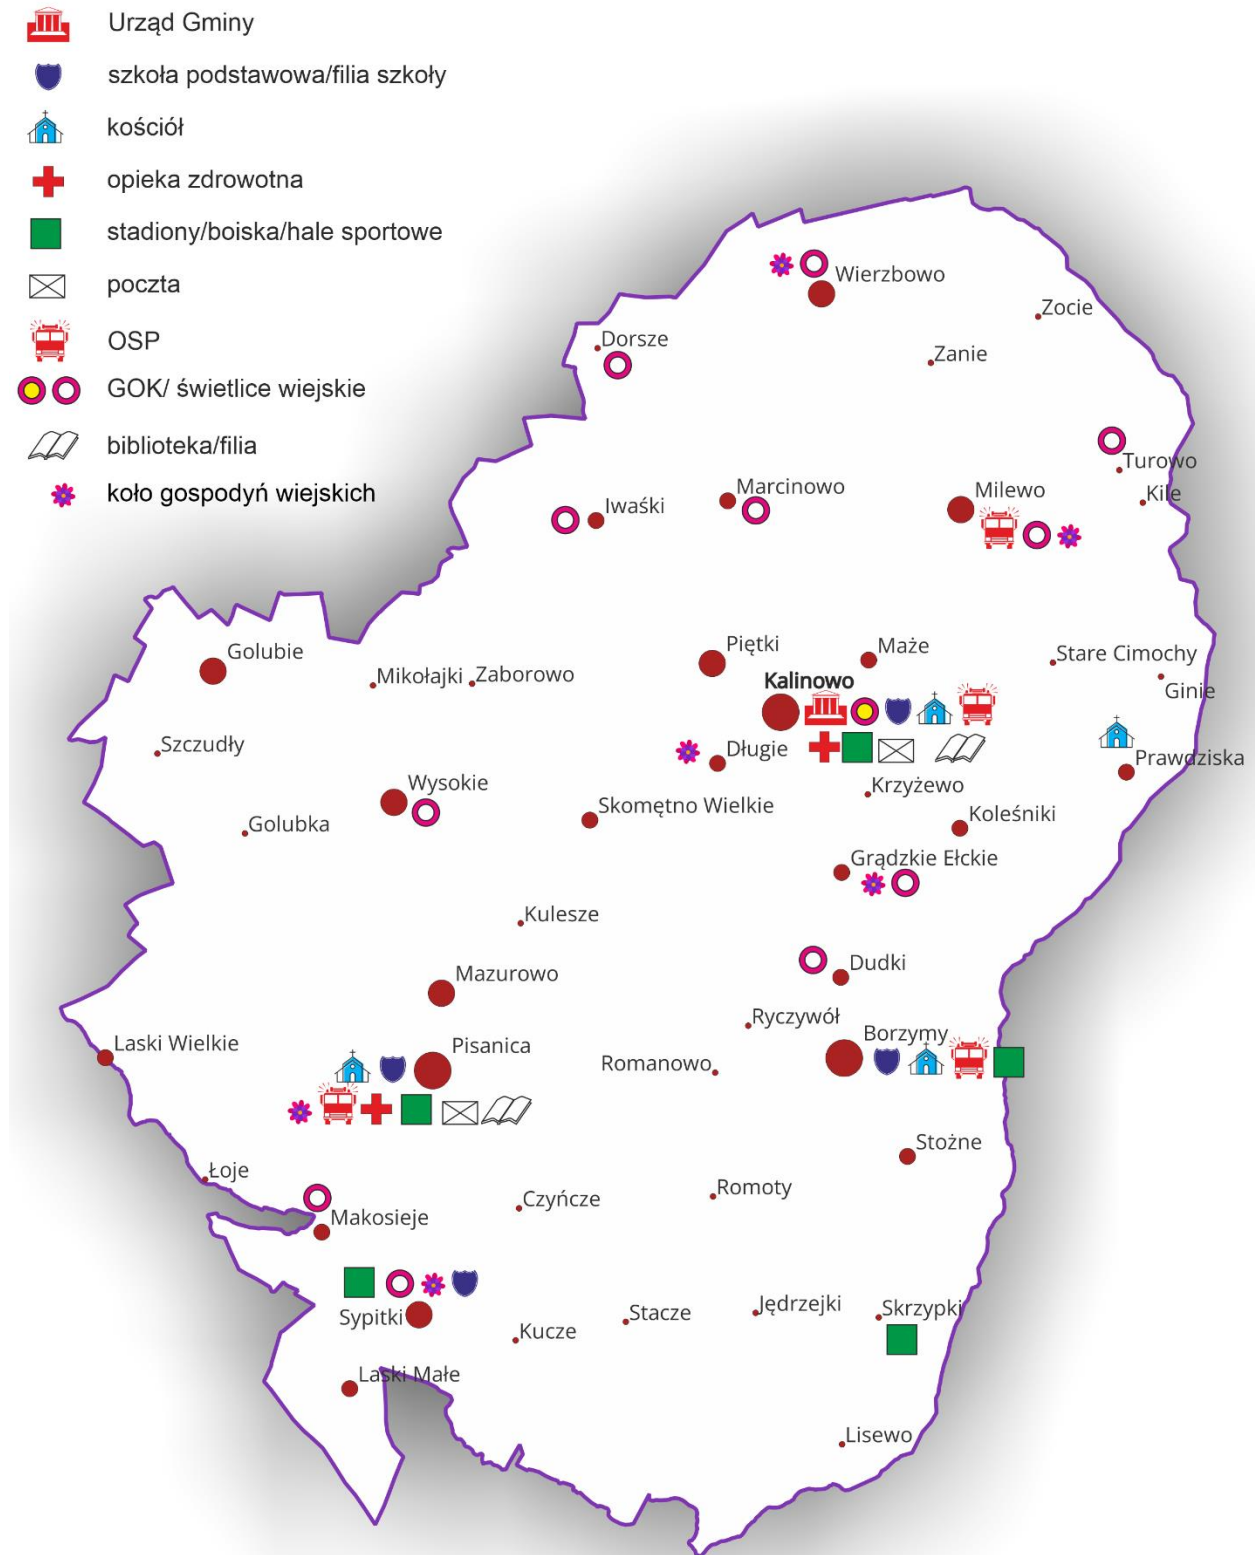 Urząd Gminy
szkoła podstawowa/filia szkoły
kościół
opieka zdrowotna
stadiony/boiska/hale sportowe
poczta
OSP
GOK/ świetlice wiejskie
biblioteka/filia
koło gospodyń wiejskich
Wierzbowo
Zocie
Dorsze
Zanie
Turowo
Kile
Marcinowo
Milewo
Iwaśki
Golubie
Piętki
Maże
Stare Cimochy
Mikołajki
Zaborowo
Kalinowo
Ginie
Szczudły
Długie
Prawdziska
Wysokie
Krzyżewo
Skomętno Wielkie
Koleśniki
Golubka
Grądzkie Ełckie
Kulesze
Mazurowo
Dudki
Ryczywół
Laski Wielkie
Pisanica
Borzymy
Romanowo
Stożne
Łoje
Czyńcze
Romoty
Makosieje
Sypitki
Stacze
Jędrzejki
Skrzypki
Kucze
Laski Małe
Lisewo